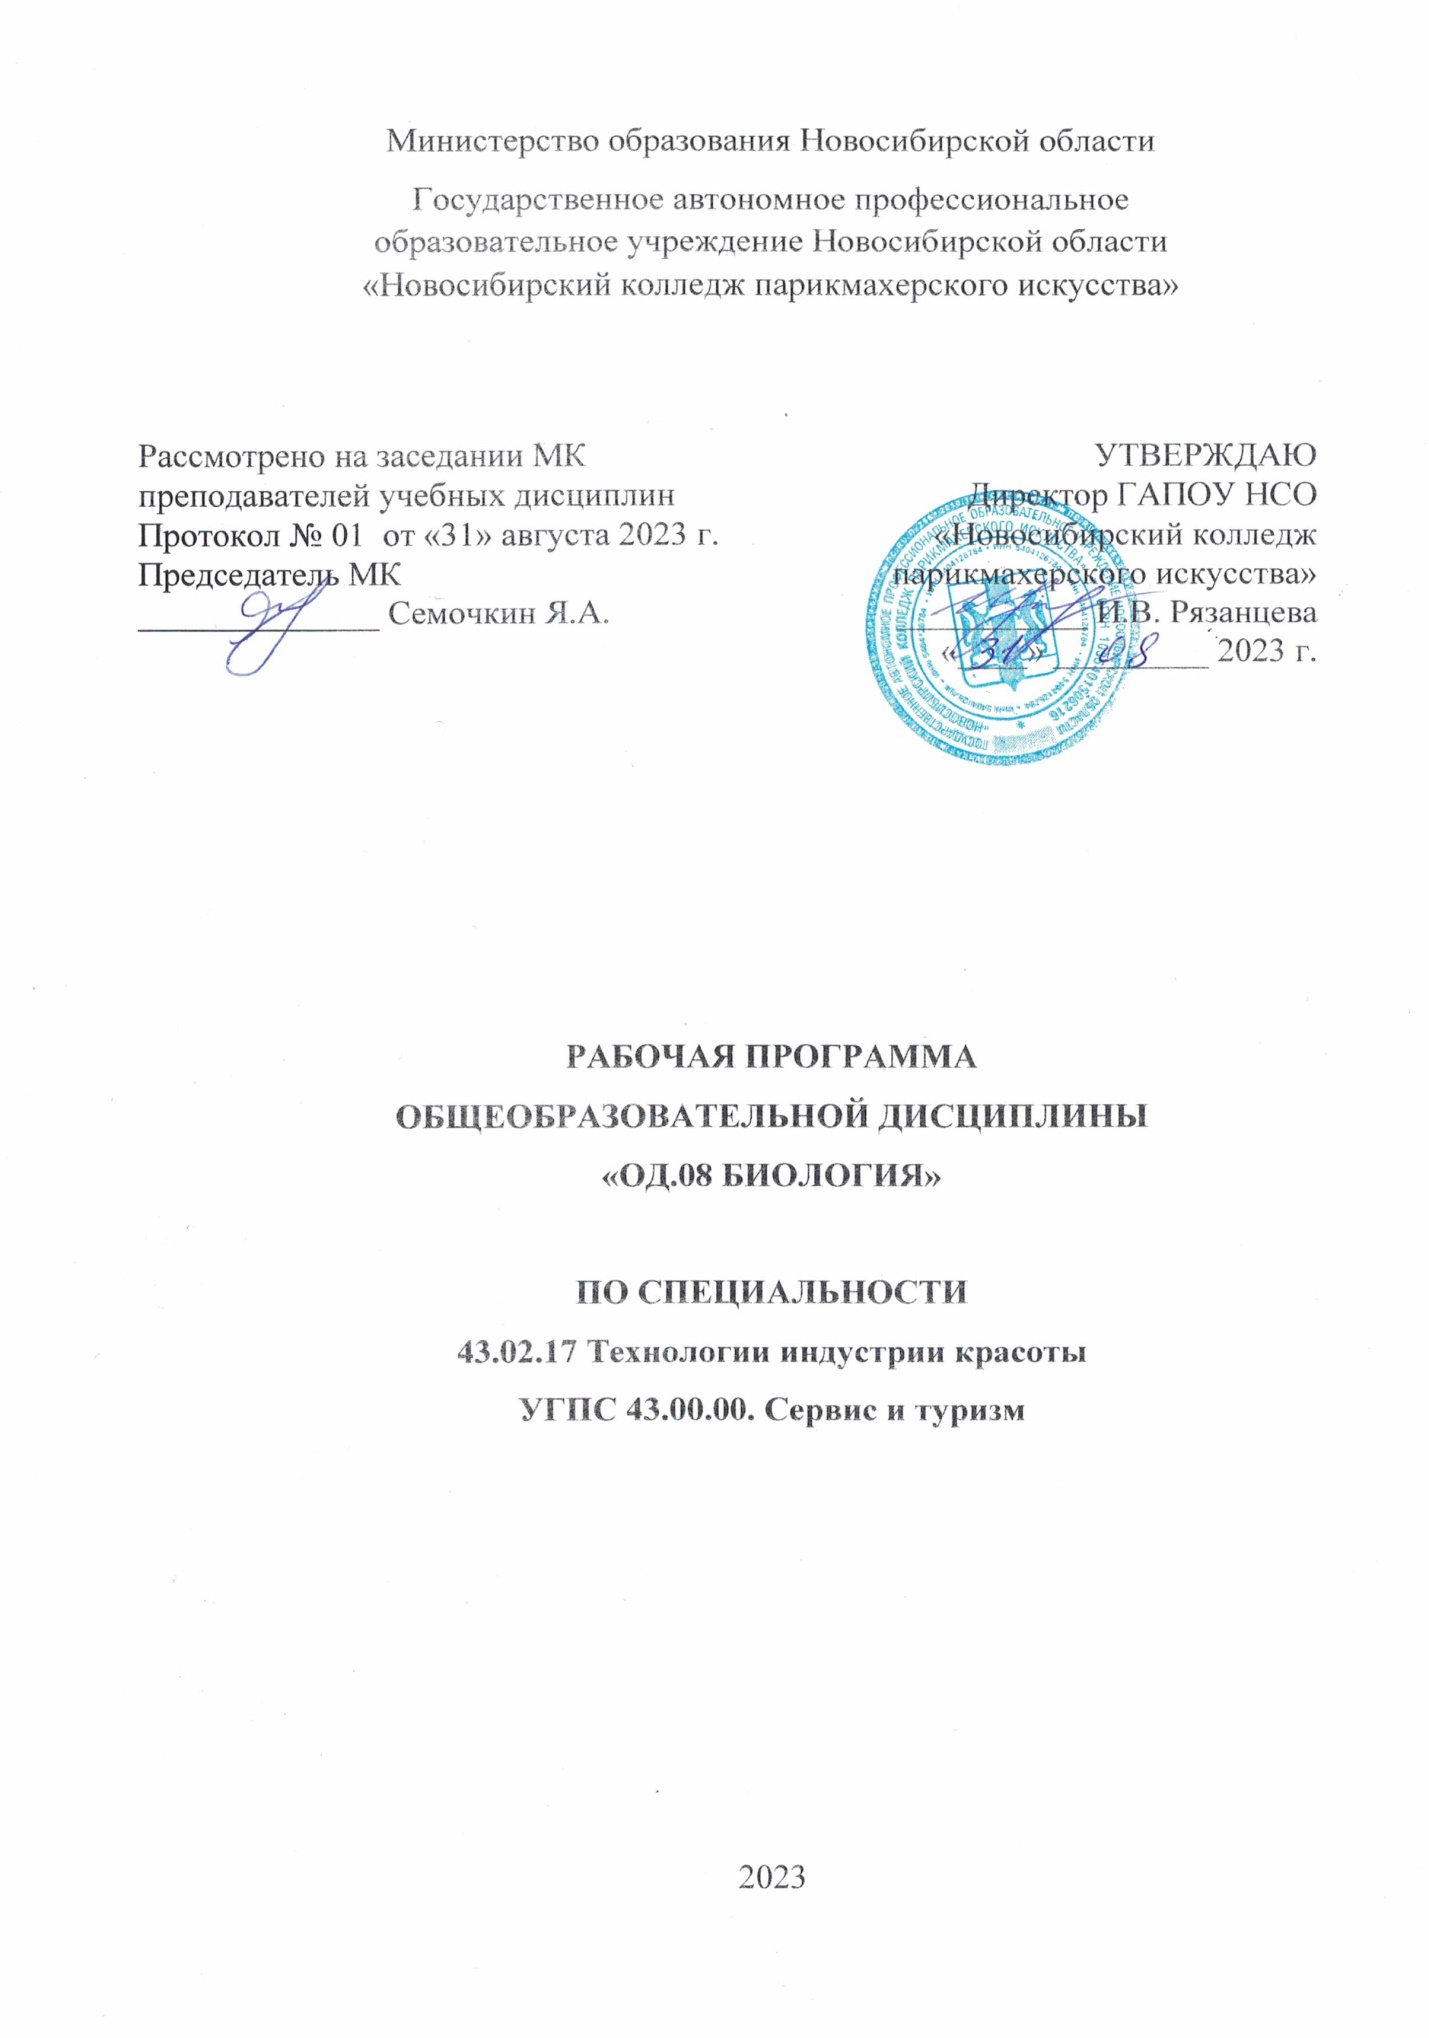 Министерство образования Новосибирской области
Государственное автономное профессиональное
образовательное учреждение Новосибирской области
«Новосибирский колледж парикмахерского искусства»
Рассмотрено на заседании МК
преподавателей учебных дисциплин
Протокол № 01 от «31» августа 2023 г.
Председатель МК
Семочкин Я.А.
УТВЕРЖДАЮ
Директор ГАПОУ НСО
«Новосибирский колледж
парикмахерского искусства»
И.В. Рязанцева
«31» 08 2023 г.
РАБОЧАЯ ПРОГРАММА
ОБЩЕОБРАЗОВАТЕЛЬНОЙ ДИСЦИПЛИНЫ
«ОД.08 БИОЛОГИЯ»
ПО СПЕЦИАЛЬНОСТИ
43.02.17 Технологии индустрии красоты
УГПС 43.00.00. Сервис и туризм
2023